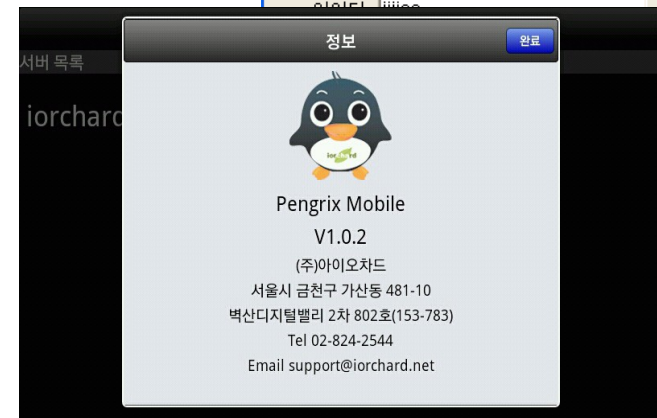 정보
완료
서버 목록
iorchard
iorchard
Pengrix Mobile
V1.0.2
(주)아이오차드
서울시 금천구 가산동 481-10
벽산디지털밸리 2차 802호(153-783)
Tel 02-824-2544
Email support@iorchard.net